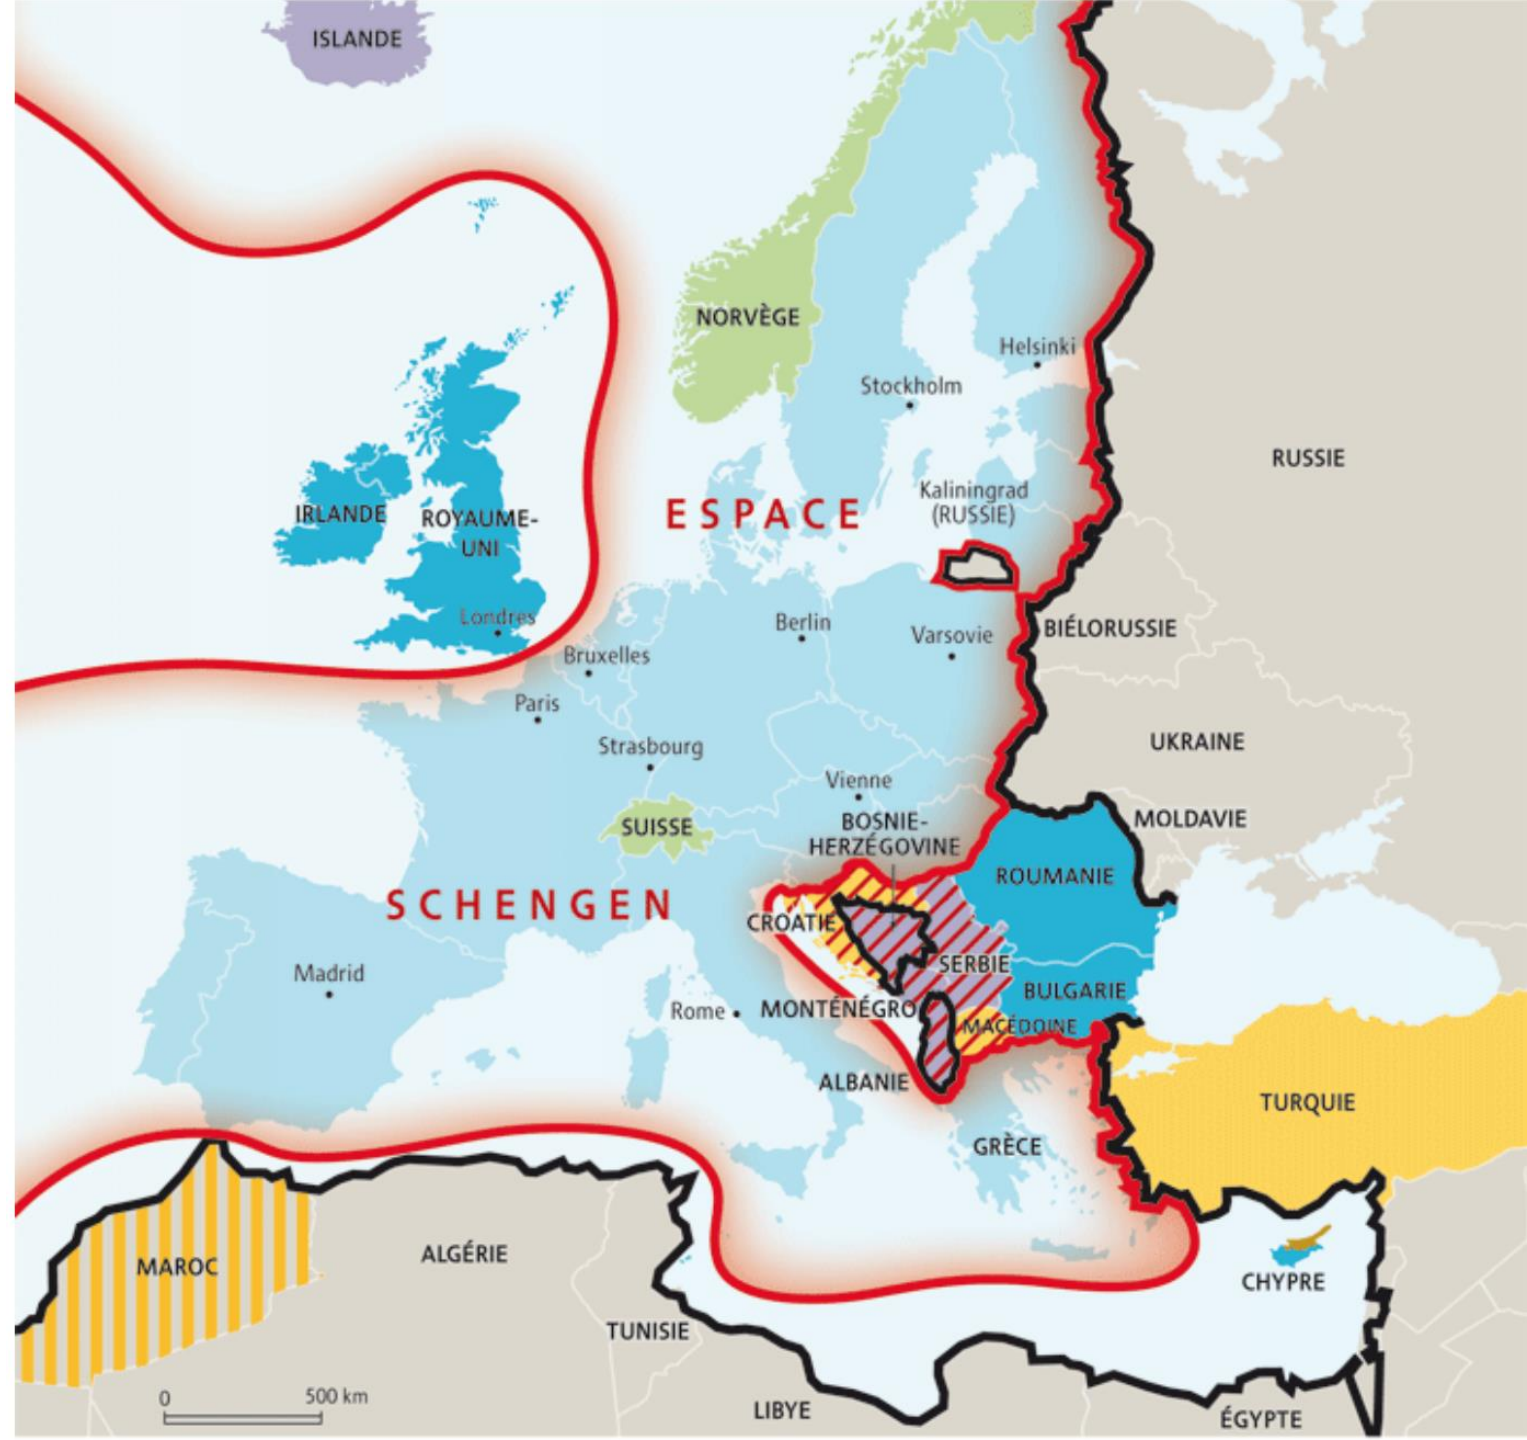 ISLANDE
NORVÈGE
Helsinki
Stockholm
RUSSIE
Kaliningrad
(RUSSIE)
ESPACE
IRLANDE
ROYAUME-
UNI
Londres
Berlin
Varsovie
BIÉLORUSSIE
Bruxelles
Paris
Strasbourg
UKRAINE
Vienne
BOSNIE-
HERZÉGOVINE
MOLDAVIE
SUISSE
ROUMANIE
SCHENGEN
CROATIE
SERBIE
Madrid
BULGARIE
Rome
MONTÉNÉGRO
MACÉDOINE
ALBANIE
TURQUIE
GRÈCE
MAROC
ALGÉRIE
CHYPRE
TUNISIE
0 500 km
LIBYE
ÉGYPTE